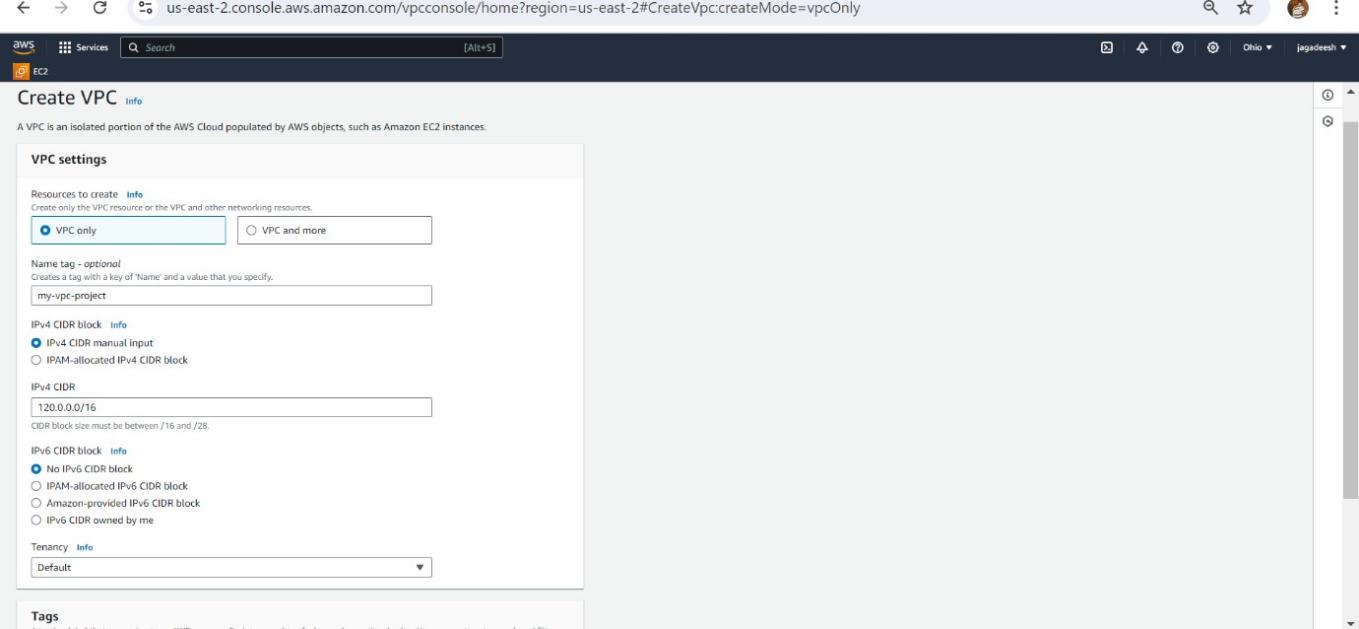 us-east-2.console.aws.amazon.com/vpcconsole/home?region=us-east-2#CreateVpc:createMode=vpcOnly
aws Services Search [Alt+S] Ohio jagadeesh
EC2
Create VPC Info
A VPC is an isolated portion of the AWS Cloud populated by AWS objects, such as Amazon EC2 instances.
VPC settings
Resources to create Info
Create only the VPC resource or the VPC and other networking resources.
VPC only VPC and more
Name tag - optional
Creates a tag with a key of 'Name' and a value that you specify.
my-vpc-project
IPv4 CIDR block Info
IPv4 CIDR manual input
IPAM-allocated IPv4 CIDR block
IPv4 CIDR
120.0.0.0/16
CIDR block size must be between /16 and /28.
IPv6 CIDR block Info
No IPv6 CIDR block
IPAM-allocated IPv6 CIDR block
Amazon-provided IPv6 CIDR block
IPv6 CIDR owned by me
Tenancy Info
Default
Tags